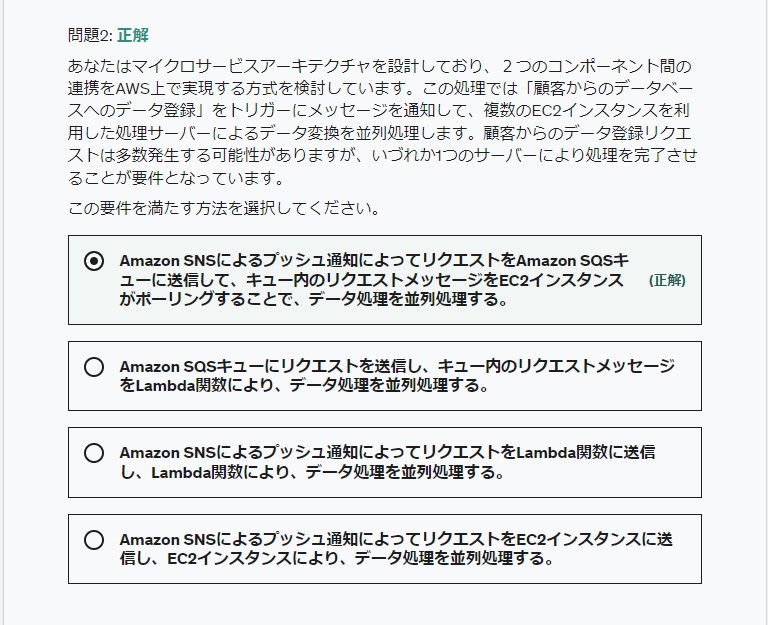 問題2: 正解
あなたはマイクロサービスアーキテクチャを設計しており、２つのコンポーネント間の
連携をAWS上で実現する方式を検討しています。この処理では「顧客からのデータベー
スへのデータ登録」をトリガーにメッセージを通知して、複数のEC2インスタンスを利
用した処理サーバーによるデータ変換を並列処理します。顧客からのデータ登録リクエ
ストは多数発生する可能性がありますが、いづれか1つのサーバーにより処理を完了させ
ることが要件となっています。
この要件を満たす方法を選択してください。
Amazon SNSによるプッシュ通知によってリクエストをAmazon SQSキ
ューに送信して、キュー内のリクエストメッセージをEC2インスタンス
がポーリングすることで、データ処理を並列処理する。
(正解)
Amazon SQSキューにリクエストを送信し、キュー内のリクエストメッセージ
をLambda関数により、データ処理を並列処理する。
Amazon SNSによるプッシュ通知によってリクエストをLambda関数に送信
し、Lambda関数により、データ処理を並列処理する。
Amazon SNSによるプッシュ通知によってリクエストをEC2インスタンスに送
信し、EC2インスタンスにより、データ処理を並列処理する。